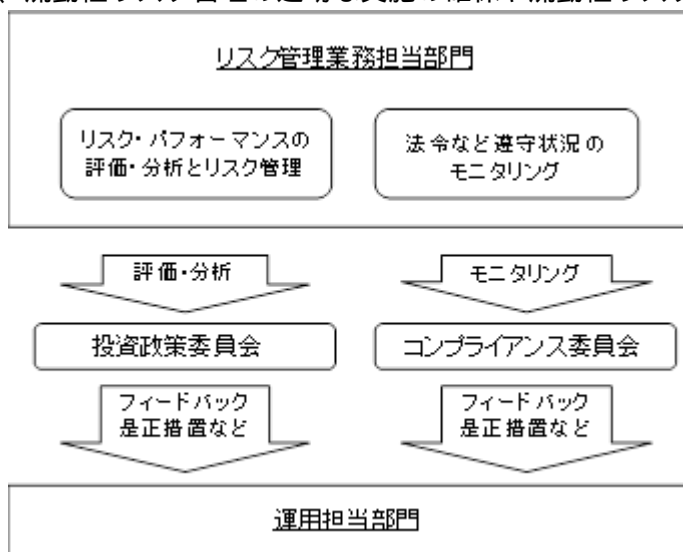 リスク管理業務担当部門
リスク・パフォーマンスの
評価・分析とリスク管理
法令など遵守状況の
モニタリング
評価・分析
モニタリング
投資政策委員会
コンプライアンス委員会
フィードバック
是正措置など
フィードバック
是正措置など
運用担当部門